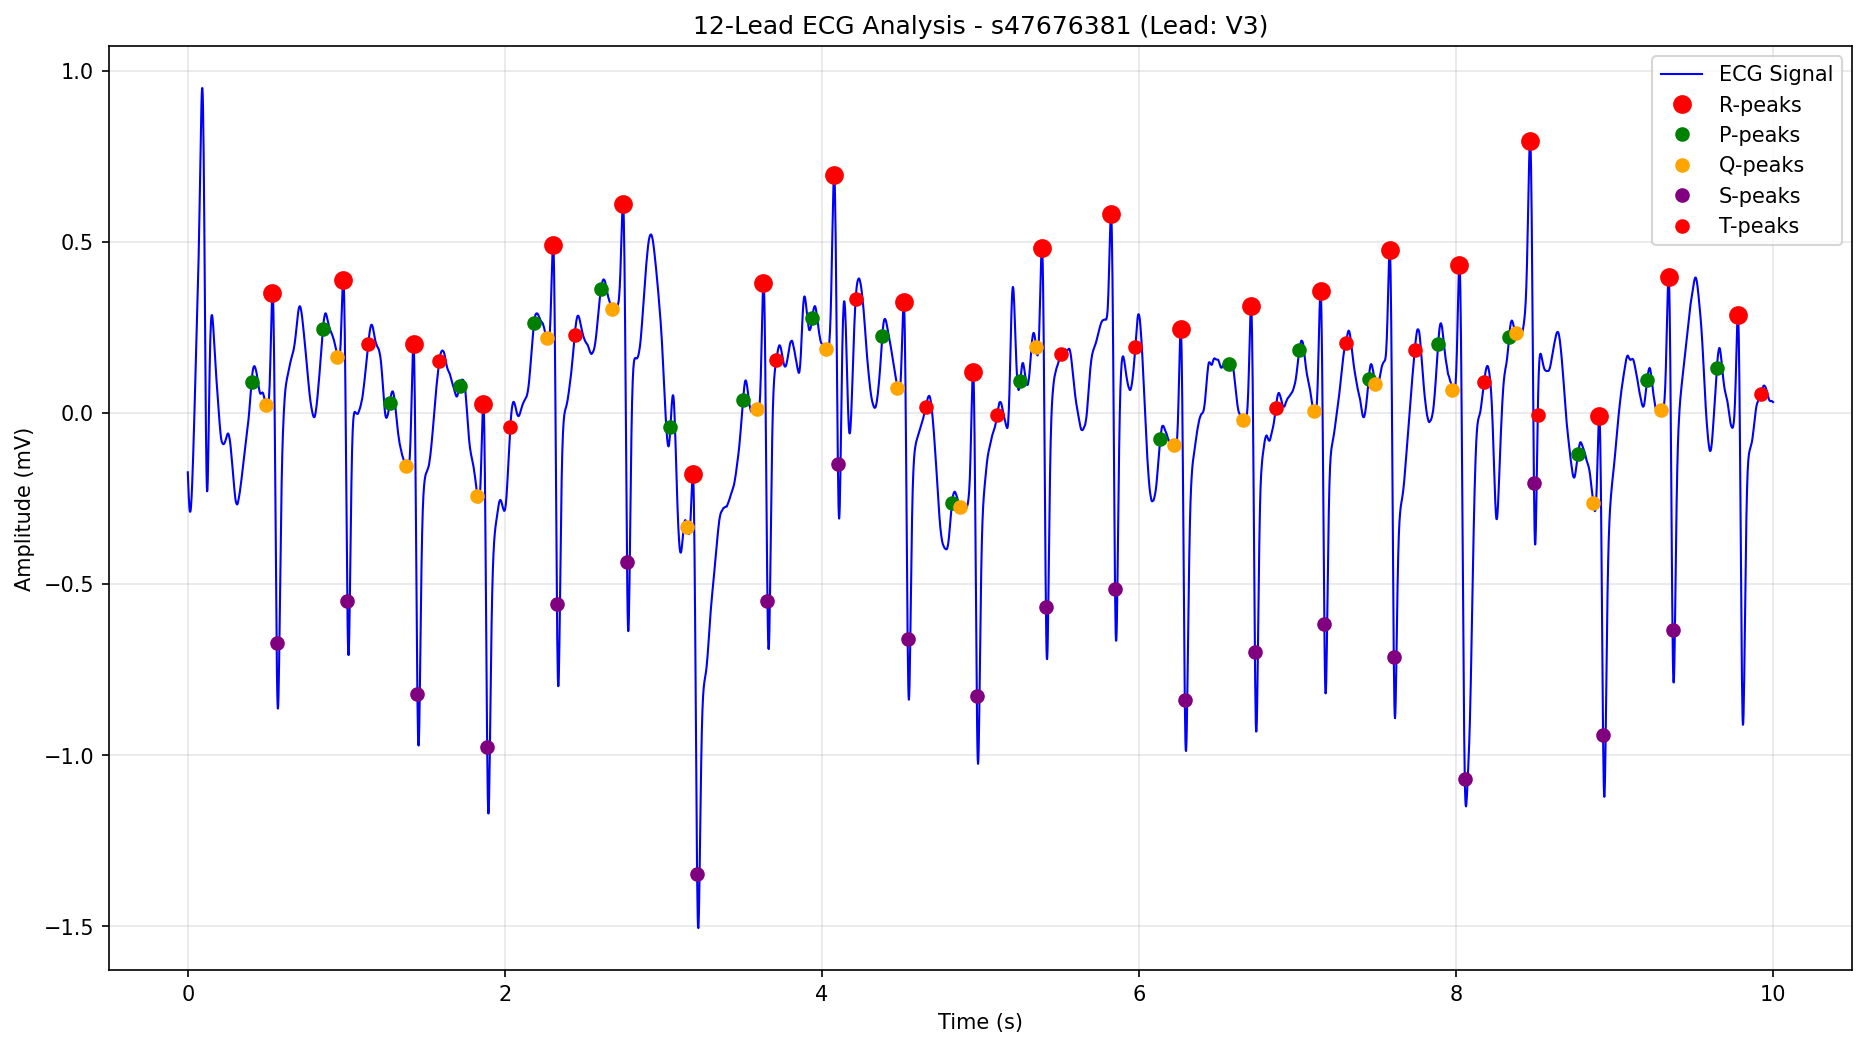 12-Lead ECG Analysis - s47676381 (Lead: V3)
ECG Signal
R-peaks
P-peaks
Q-peaks
S-peaks
T-peaks
Amplitude (mV)
1.0
0.5
0.0
−0.5
−1.0
−1.5
0 2 4 6 8 10
Time (s)